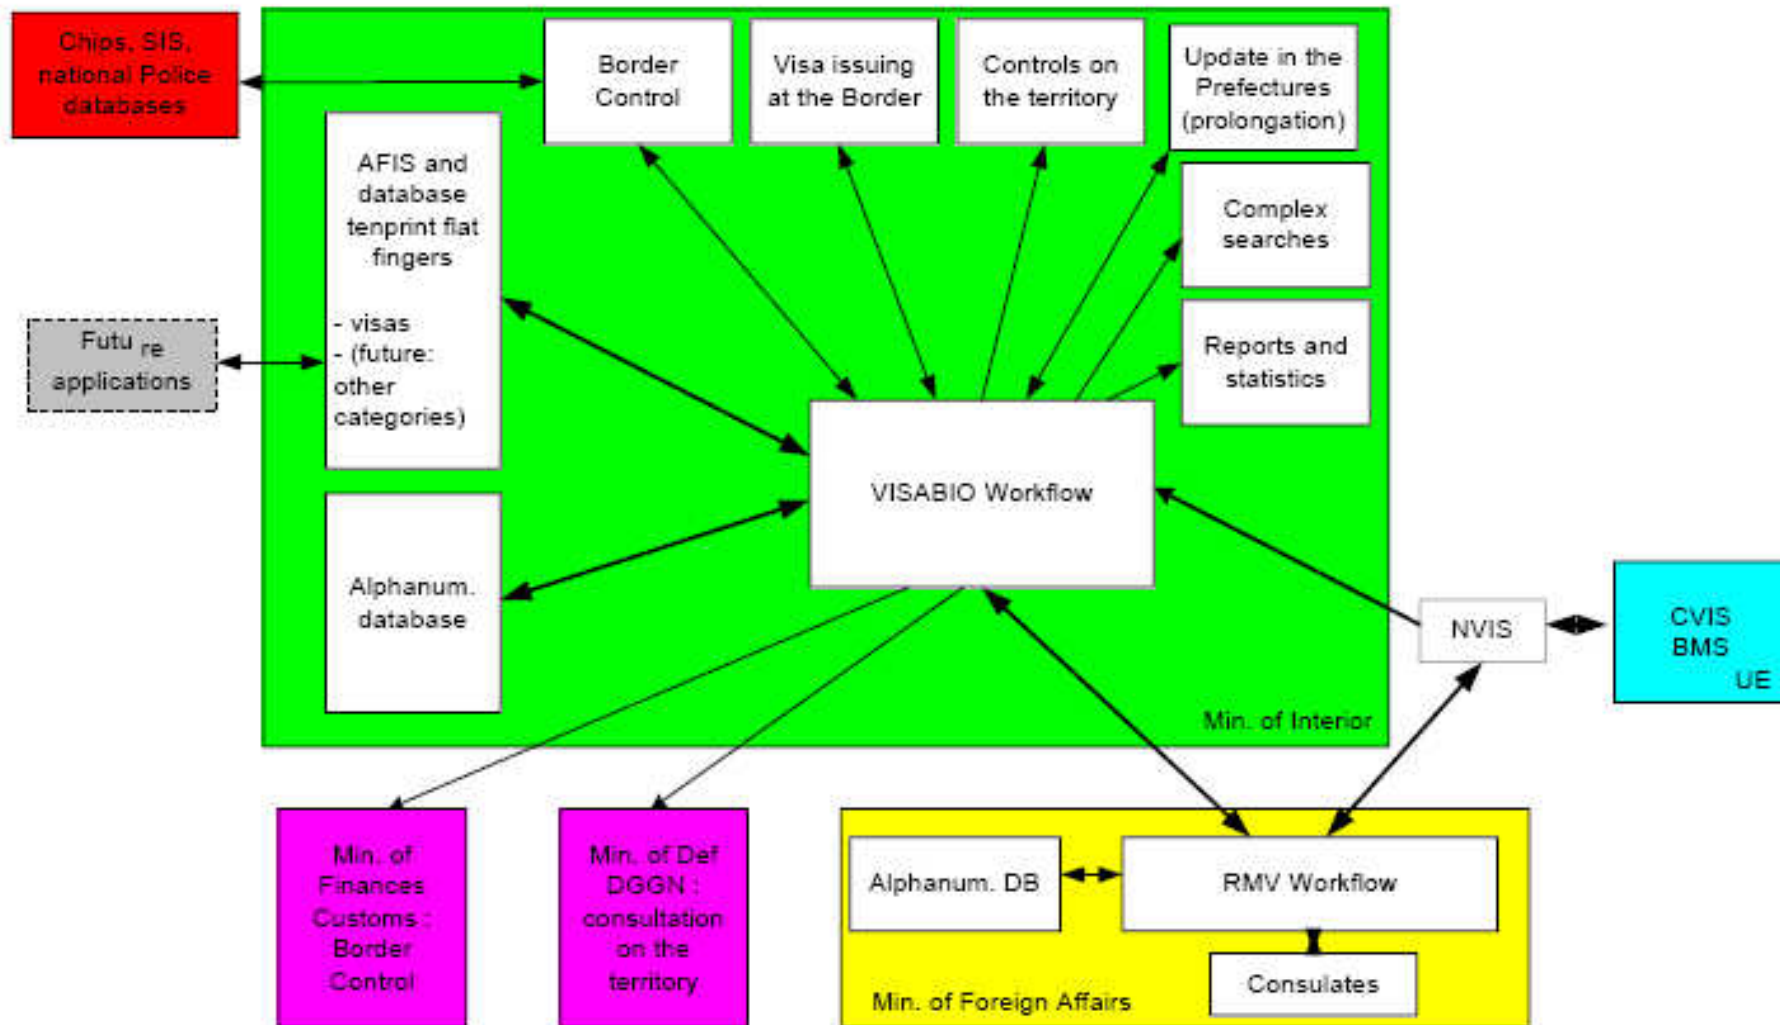 Chips, SIS,
national Police
databases
Border
Control
Visa issuing
at the Border
Controls on
the territory
Update in the
Prefectures
(prolongation)
AFIS and
database
tenprint flat
fingers
- visas
- (future:
other
categories)
Complex
searches
Reports and
statistics
Futu re
applications
VISABIO Workflow
Alphanum.
database
NVIS
CVIS
BMS
UE
Min. of Interior
Min. of
Finances
Customs :
Border
Control
Min. of Def
DGGN :
consultation
on the
territory
Alphanum. DB
RMV Workflow
Consulates
Min. of Foreign Affairs